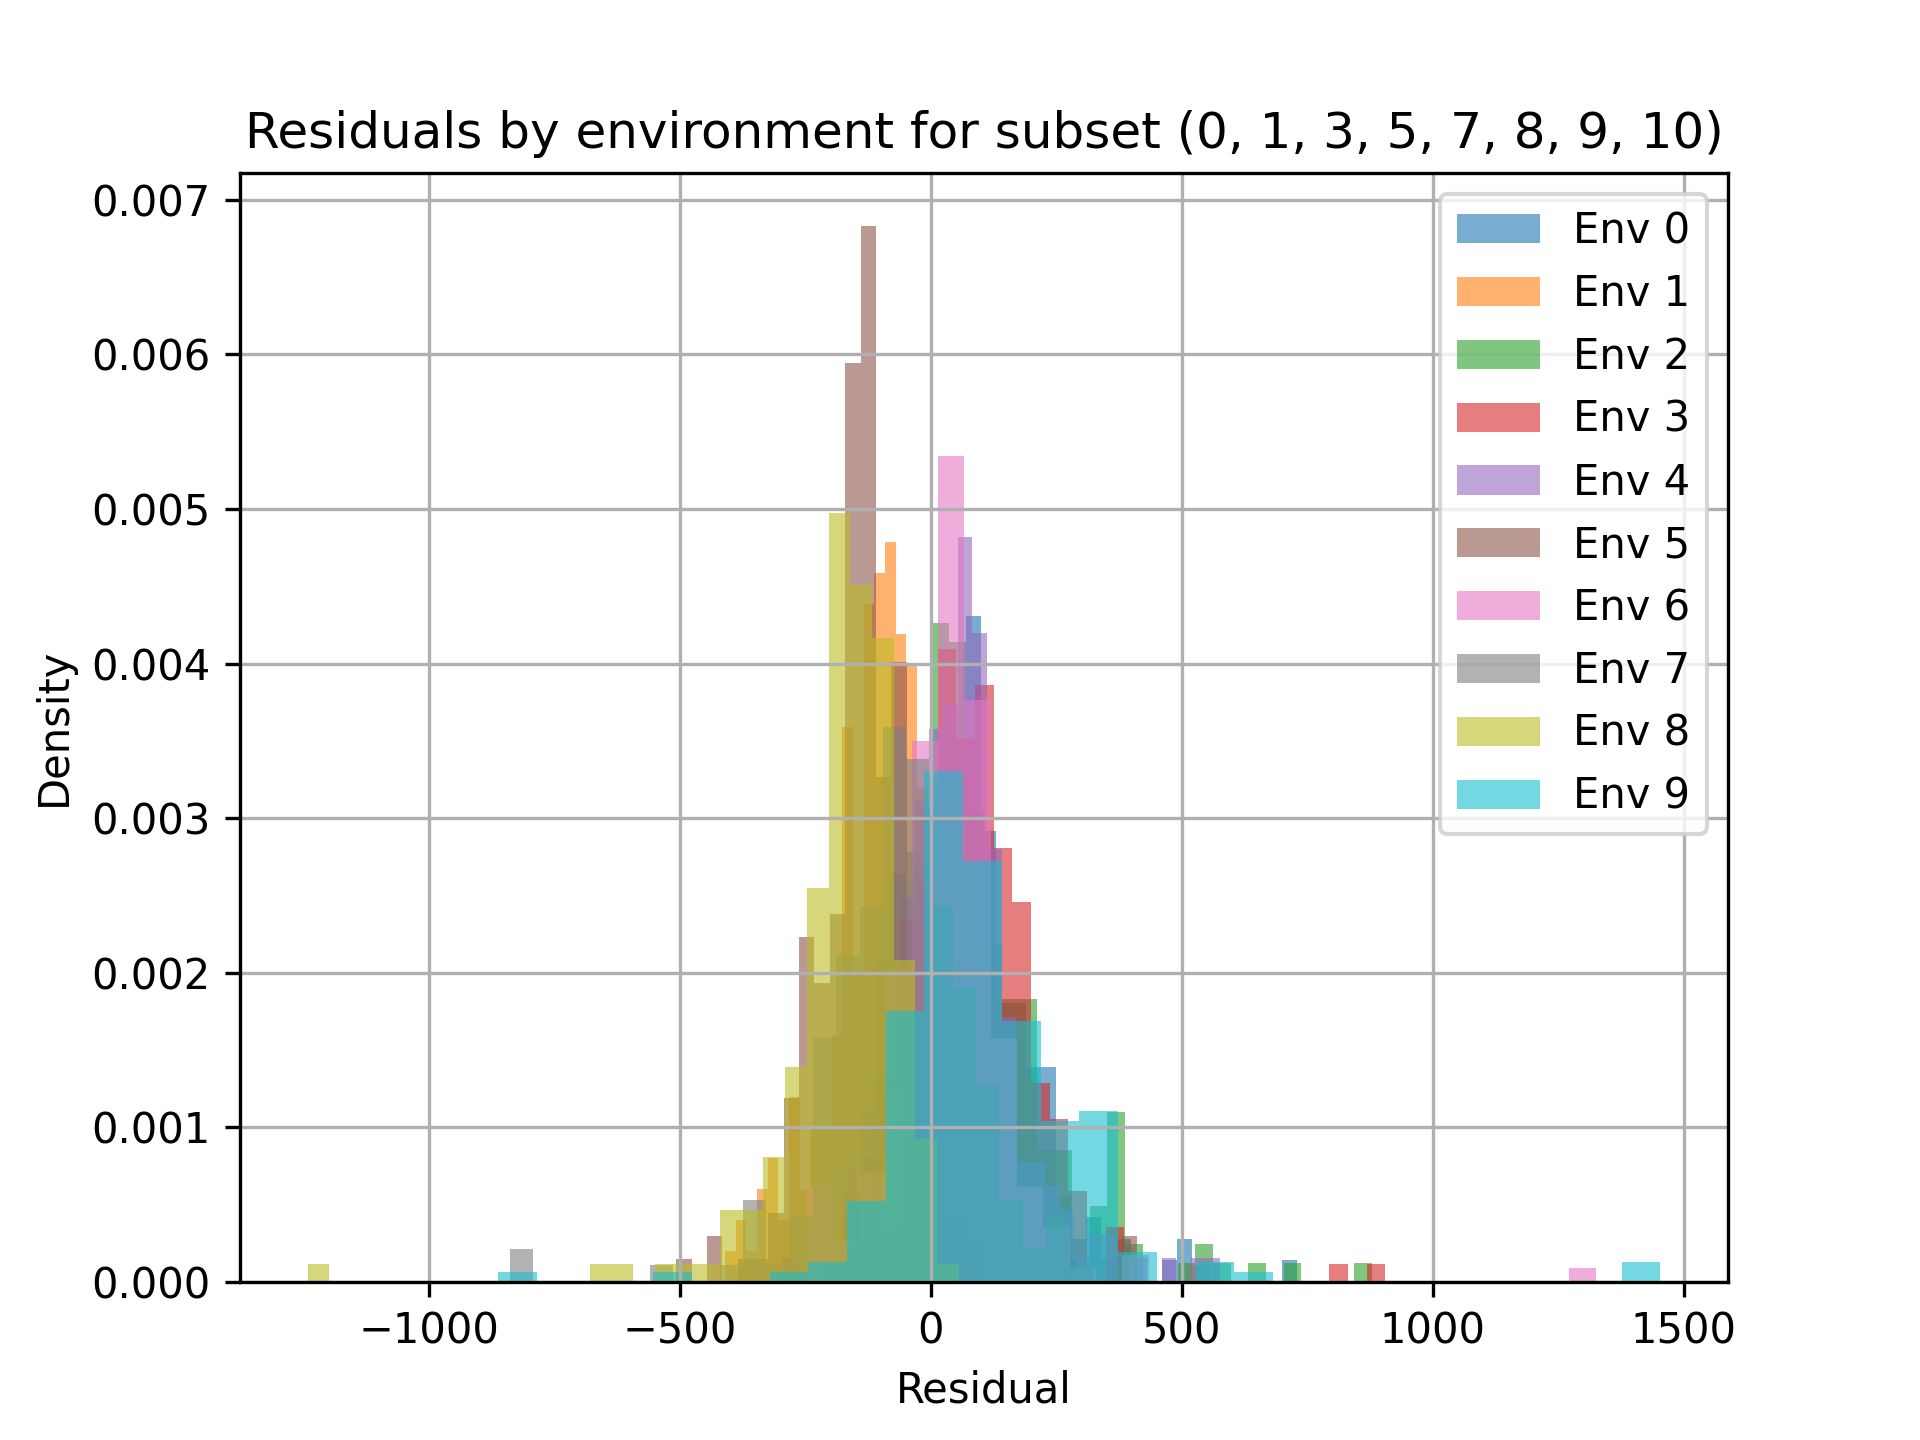 Residuals by environment for subset (0, 1, 3, 5, 7, 8, 9, 10)
0.007
0.006
0.005
0.004
0.003
0.002
0.001
0.000
Density
Env 0
Env 1
Env 2
Env 3
Env 4
Env 5
Env 6
Env 7
Env 8
Env 9
−1000
−500
0
500
1000
1500
Residual